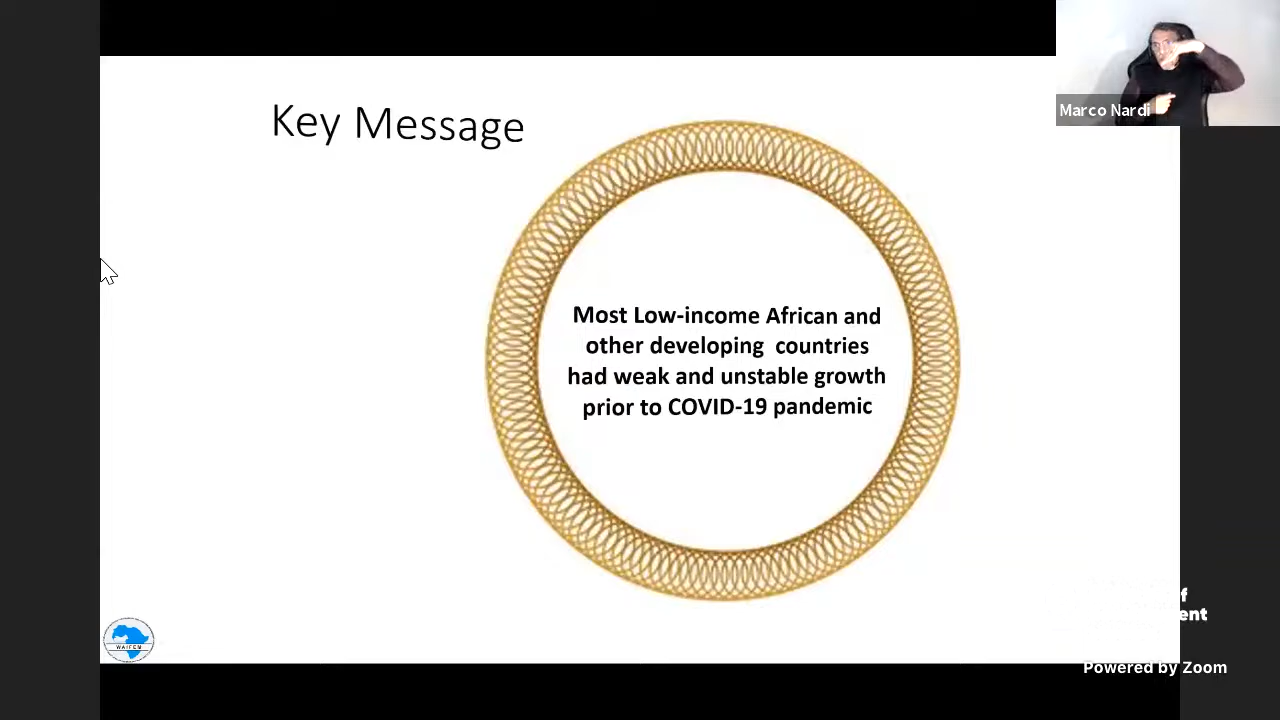 Key Message
Marco Nardi
Most Low-income African and
other developing countries
had weak and unstable growth
prior to COVID-19 pandemic
WAIFEM
Powered by Zoom